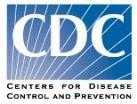 CDC
CENTERS FOR DISEASE
CONTROL AND PREVENTION